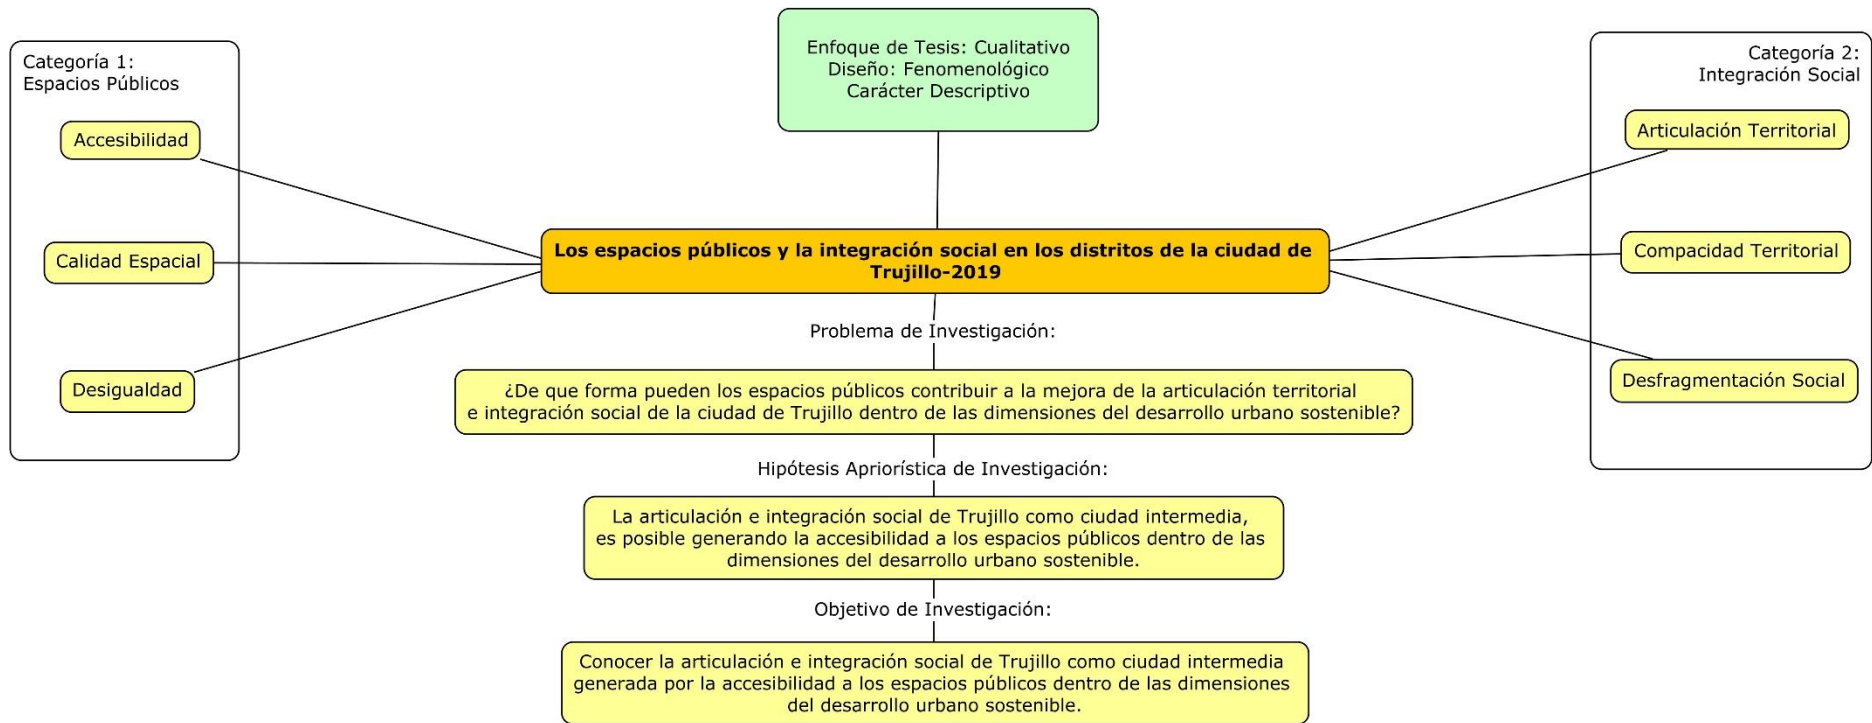 Enfoque de Tesis: Cualitativo
Diseño: Fenomenológico
Carácter Descriptivo
Categoría 1:
Espacios Públicos
Accesibilidad
Calidad Espacial
Desigualdad
Categoría 2:
Integración Social
Articulación Territorial
Compacidad Territorial
Desfragmentación Social
Los espacios públicos y la integración social en los distritos de la ciudad de
Trujillo-2019
Problema de Investigación:
¿De que forma pueden los espacios públicos contribuir a la mejora de la articulación territorial
e integración social de la ciudad de Trujillo dentro de las dimensiones del desarrollo urbano sostenible?
Hipótesis Apriorística de Investigación:
La articulación e integración social de Trujillo como ciudad intermedia,
es posible generando la accesibilidad a los espacios públicos dentro de las
dimensiones del desarrollo urbano sostenible.
Objetivo de Investigación:
Conocer la articulación e integración social de Trujillo como ciudad intermedia
generada por la accesibilidad a los espacios públicos dentro de las dimensiones
del desarrollo urbano sostenible.